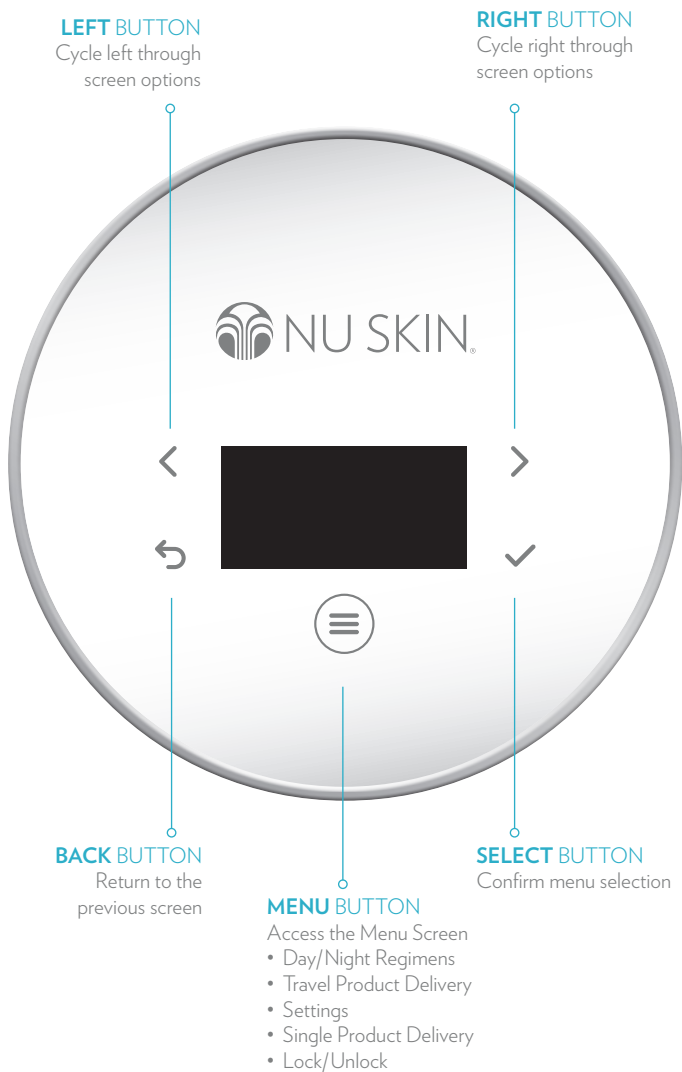 LEFT BUTTON
Cycle left through
screen options
RIGHT BUTTON
Cycle right through
screen options
NU SKIN®
BACK BUTTON
Return to the
previous screen
MENU BUTTON
Access the Menu Screen
• Day/Night Regimens
• Travel Product Delivery
• Settings
• Single Product Delivery
• Lock/Unlock
SELECT BUTTON
Confirm menu selection